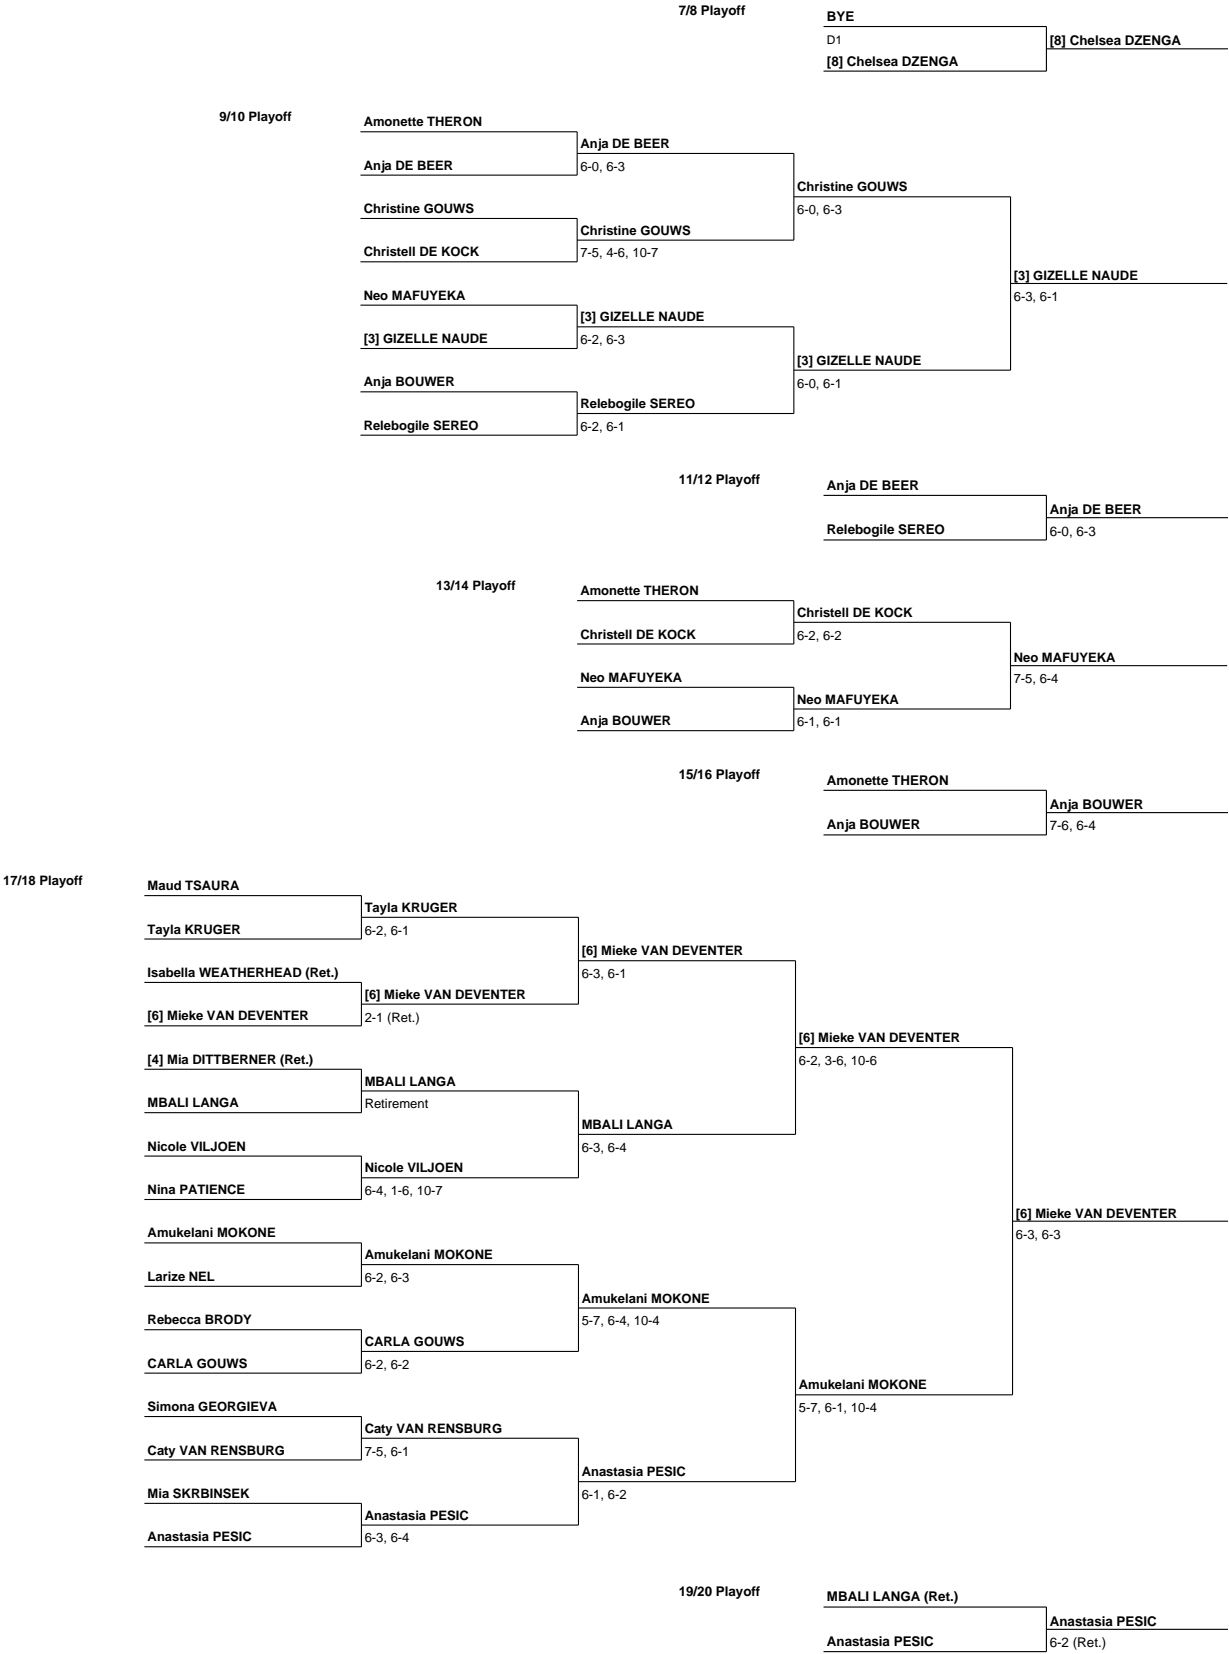 7/8 Playoff
BYE
D1
[8] Chelsea DZENGA
[8] Chelsea DZENGA
9/10 Playoff
Amonette THERON
Anja DE BEER
Anja DE BEER
6-0, 6-3
Christine GOUWS
6-0, 6-3
Christine GOUWS
Christine GOUWS
Christell DE KOCK
7-5, 4-6, 10-7
[3] GIZELLE NAUDE
6-3, 6-1
Neo MAFUYEKA
[3] GIZELLE NAUDE
[3] GIZELLE NAUDE
6-2, 6-3
[3] GIZELLE NAUDE
6-0, 6-1
Anja BOUWER
Relebogile SEREO
Relebogile SEREO
6-2, 6-1
11/12 Playoff
Anja DE BEER
Anja DE BEER
Relebogile SEREO
6-0, 6-3
13/14 Playoff
Amonette THERON
Christell DE KOCK
Christell DE KOCK
6-2, 6-2
Neo MAFUYEKA
7-5, 6-4
Neo MAFUYEKA
Neo MAFUYEKA
Anja BOUWER
6-1, 6-1
15/16 Playoff
Amonette THERON
Anja BOUWER
Anja BOUWER
7-6, 6-4
17/18 Playoff
Maud TSAURA
Tayla KRUGER
Tayla KRUGER
6-2, 6-1
[6] Mieke VAN DEVENTER
6-3, 6-1
Isabella WEATHERHEAD (Ret.)
[6] Mieke VAN DEVENTER
[6] Mieke VAN DEVENTER
2-1 (Ret.)
[6] Mieke VAN DEVENTER
6-2, 3-6, 10-6
[4] Mia DITTBERNER (Ret.)
MBALI LANGA
MBALI LANGA
Retirement
MBALI LANGA
6-3, 6-4
Nicole VILJOEN
Nicole VILJOEN
Nina PATIENCE
6-4, 1-6, 10-7
[6] Mieke VAN DEVENTER
6-3, 6-3
Amukelani MOKONE
Amukelani MOKONE
Larize NEL
6-2, 6-3
Amukelani MOKONE
5-7, 6-4, 10-4
Rebecca BRODY
CARLA GOUWS
CARLA GOUWS
6-2, 6-2
Amukelani MOKONE
5-7, 6-1, 10-4
Simona GEORGIEVA
Caty VAN RENSBURG
Caty VAN RENSBURG
7-5, 6-1
Anastasia PESIC
6-1, 6-2
Mia SKRBINSEK
Anastasia PESIC
Anastasia PESIC
6-3, 6-4
19/20 Playoff
MBALI LANGA (Ret.)
Anastasia PESIC
Anastasia PESIC
6-2 (Ret.)